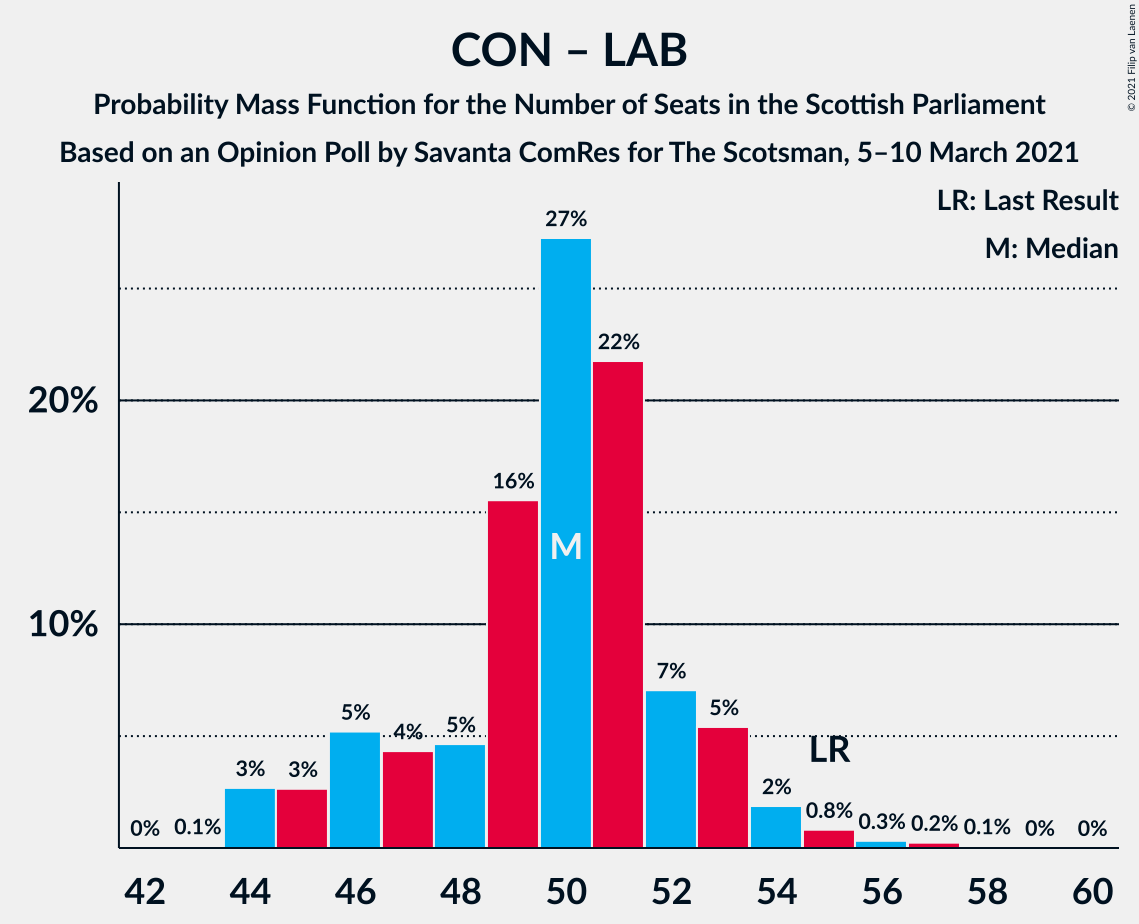 CON – LAB
Probability Mass Function for the Number of Seats in the Scottish Parliament
Based on an Opinion Poll by Savanta ComRes for The Scotsman, 5–10 March 2021
© 2021 Filip van Laenen
LR: Last Result
M: Median
20%
10%
0%
0.1%
3%
3%
5%
4%
5%
16%
27%
22%
7%
5%
2%
0.8%
0.3%
0.2%
0.1%
0%
0%
M
LR
42 44 46 48 50 52 54 56 58 60